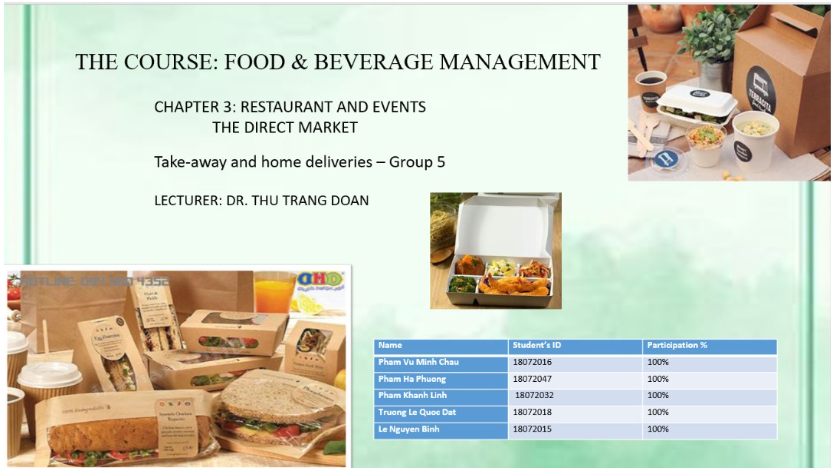 THE COURSE: FOOD & BEVERAGE MANAGEMENT
CHAPTER 3: RESTAURANT AND EVENTS
THE DIRECT MARKET
Take-away and home deliveries – Group 5
LECTURER: DR. THU TRANG DOAN
TERRACOTTA
Name Student's ID Participation %
Pham Vu Minh Chau 18072016 100%
Pham Ha Phuong 18072047 100%
Pham Khanh Linh 18072032 100%
Truong Le Quoc Dat 18072018 100%
Le Nguyen Binh 18072015 100%